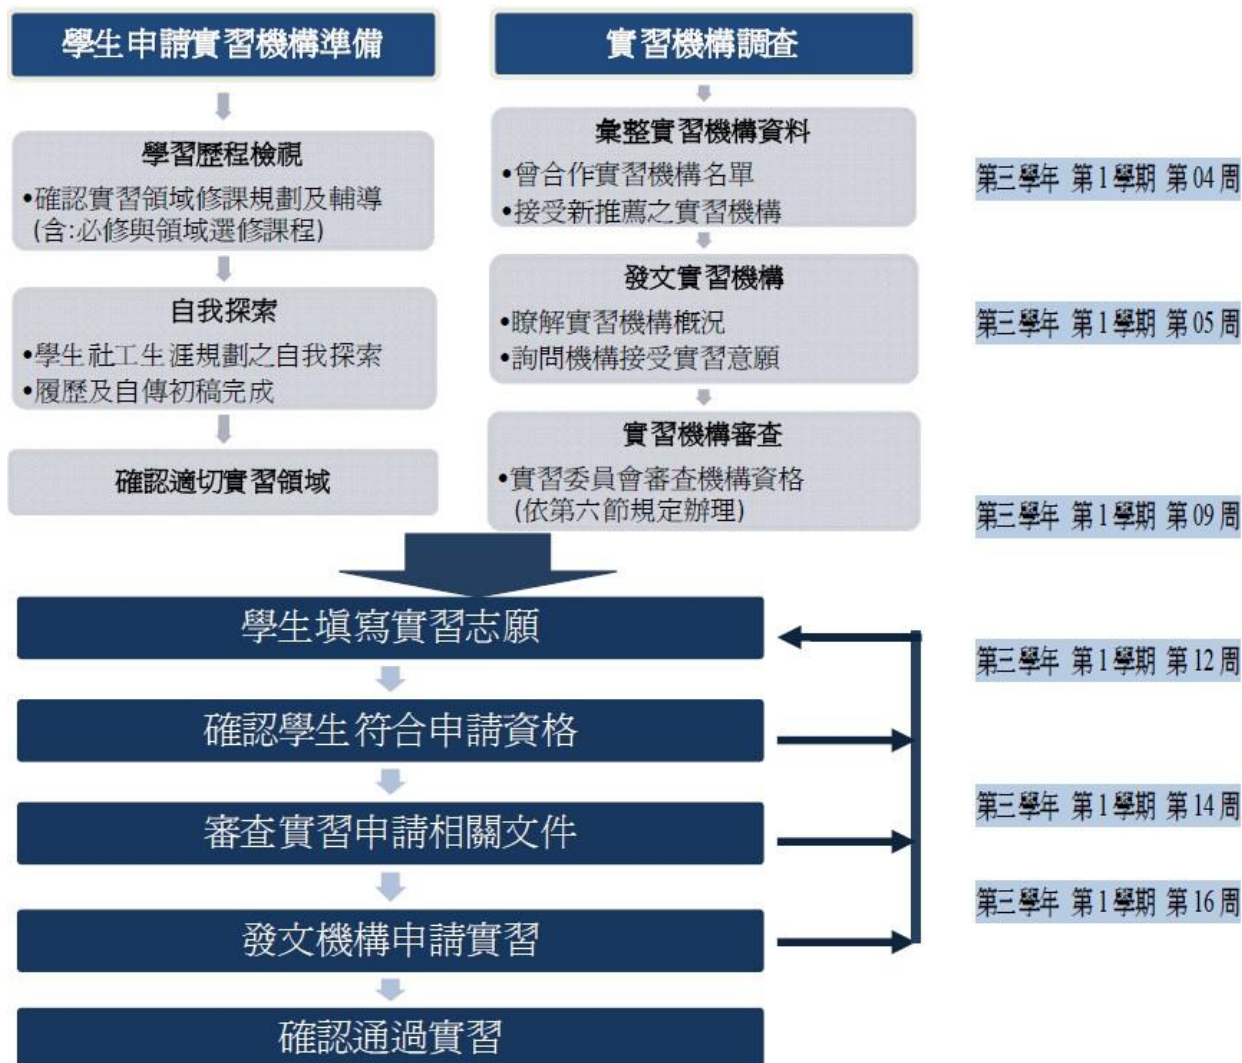 學生申請實習機構準備
學習歷程檢視
•確認實習領域修課規劃及輔導
(含:必修與領域選修課程)
自我探索
•學生社工生涯規劃之自我探索
•履歷及自傳初稿完成
確認適切實習領域
實習機構調查
彙整實習機構資料
•曾合作實習機構名單
•接受新推薦之實習機構
發文實習機構
•瞭解實習機構概況
•詢問機構接受實習意願
實習機構審查
•實習委員會審查機構資格
(依第六節規定辦理)
學生填寫實習志願
確認學生符合申請資格
審查實習申請相關文件
發文機構申請實習
確認通過實習
第三學年 第1學期 第04周
第三學年 第1學期 第05周
第三學年 第1學期 第09周
第三學年 第1學期 第12周
第三學年 第1學期 第14周
第三學年 第1學期 第16周